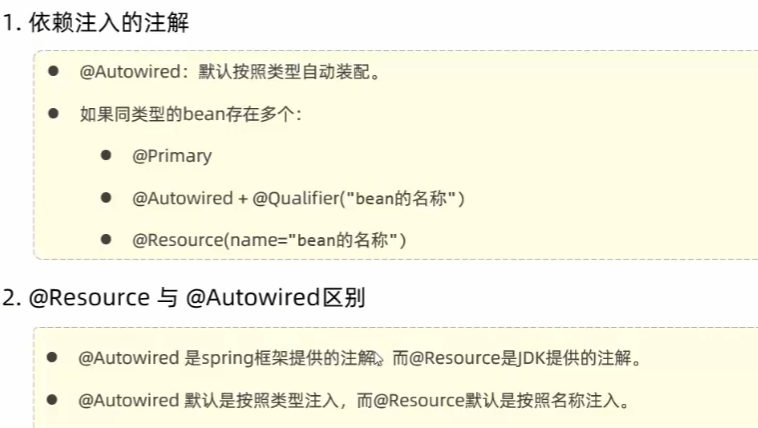 1. 依赖注入的注解
● @Autowired：默认按照类型自动装配。
● 如果同类型的bean存在多个：
● @Primary
● @Autowired + @Qualifier("bean的名称")
● @Resource(name="bean的名称")
2. @Resource 与 @Autowired区别
● @Autowired 是spring框架提供的注解，而@Resource是JDK提供的注解。
● @Autowired 默认是按照类型注入，而@Resource默认是按照名称注入。